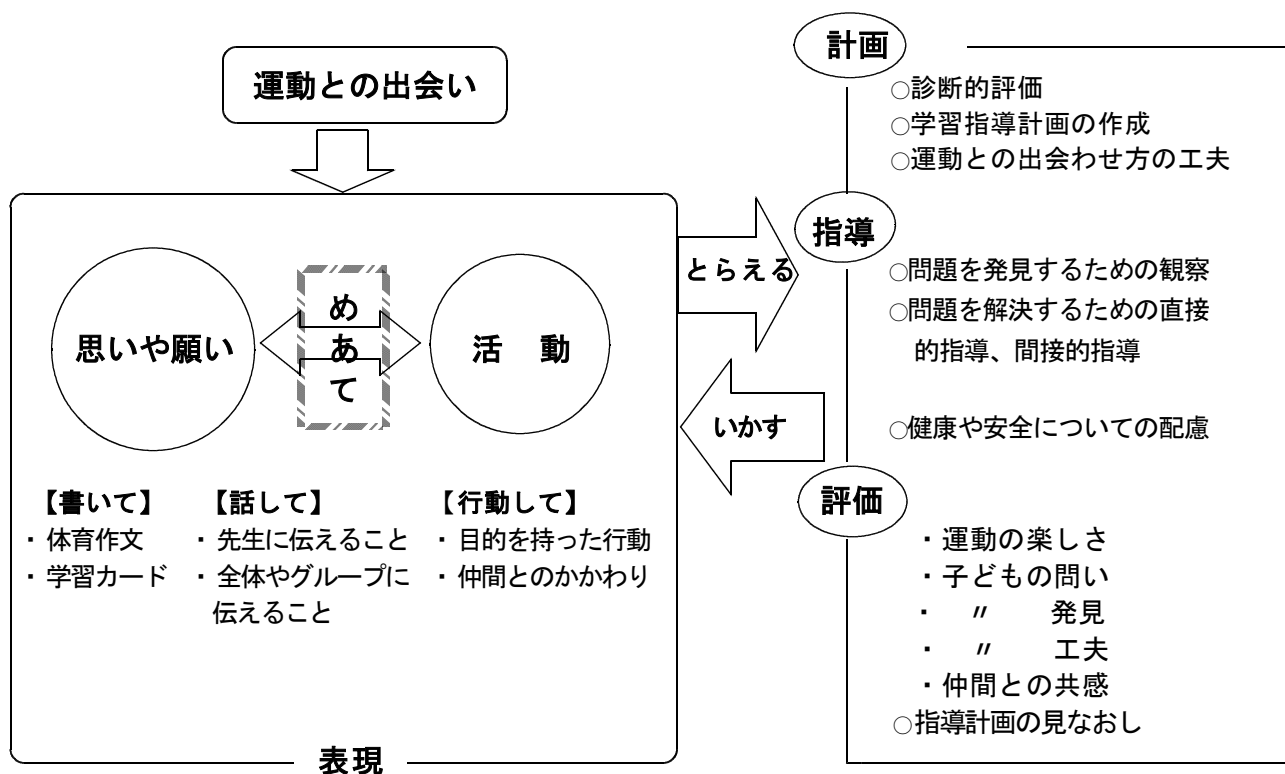 運動との出会い
思いや願い
めあて
活 動
【書いて】
・体育作文
・学習カード
【話して】
・先生に伝えること
・全体やグループに
伝えること
【行動して】
・目的を持った行動
・仲間とのかかわり
表現
とらえる
いかす
計画
○診断的評価
○学習指導計画の作成
○運動との出会わせ方の工夫
指導
○問題を発見するための観察
○問題を解決するための直接
的指導、間接的指導
○健康や安全についての配慮
評価
・運動の楽しさ
・子どもの問い
・ 〃 発見
・ 〃 工夫
・仲間との共感
○指導計画の見なおし